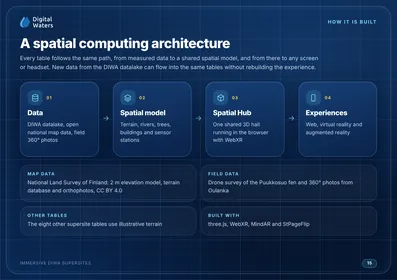 Digital
Waters
HOW IT IS BUILT
A spatial computing architecture
Every table follows the same path, from measured data to a shared spatial model, and from there to any screen
or headset. New data from the DIWA datalake can flow into the same tables without rebuilding the experience.
01
Data
DIWA datalake, open
national map data, field
360° photos
02
Spatial model
Terrain, rivers, trees,
buildings and sensor
stations
03
Spatial Hub
One shared 3D hall
running in the browser
with WebXR
04
Experiences
Web, virtual reality and
augmented reality
MAP DATA
National Land Survey of Finland: 2 m elevation model, terrain
database and orthophotos, CC BY 4.0
FIELD DATA
Drone survey of the Puukkosuo fen and 360° photos from
Oulanka
OTHER TABLES
The eight other supersite tables use illustrative terrain
BUILT WITH
three.js, WebXR, MindAR and StPageFlip
IMMERSIVE DIWA SUPERSITES
15